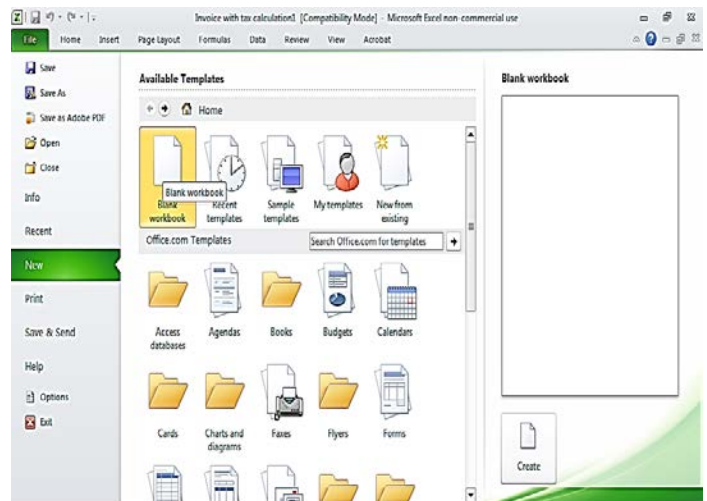 Invoice with tax calculation1 [Compatibility Mode] - Microsoft Excel non-commercial use
File Home Insert Page Layout Formulas Data Review View Acrobat
Save
Save As
Save as Adobe PDF
Open
Close
Info
Recent
New
Print
Save & Send
Help
Options
Exit
Available Templates
Home
Blank workbook
Blank workbook
Recent templates
Sample templates
My templates
New from existing
Office.com Templates
Search Office.com for templates
Access databases
Agendas
Books
Budgets
Calendars
Cards
Charts and diagrams
Faxes
Flyers
Forms
Blank workbook
Create